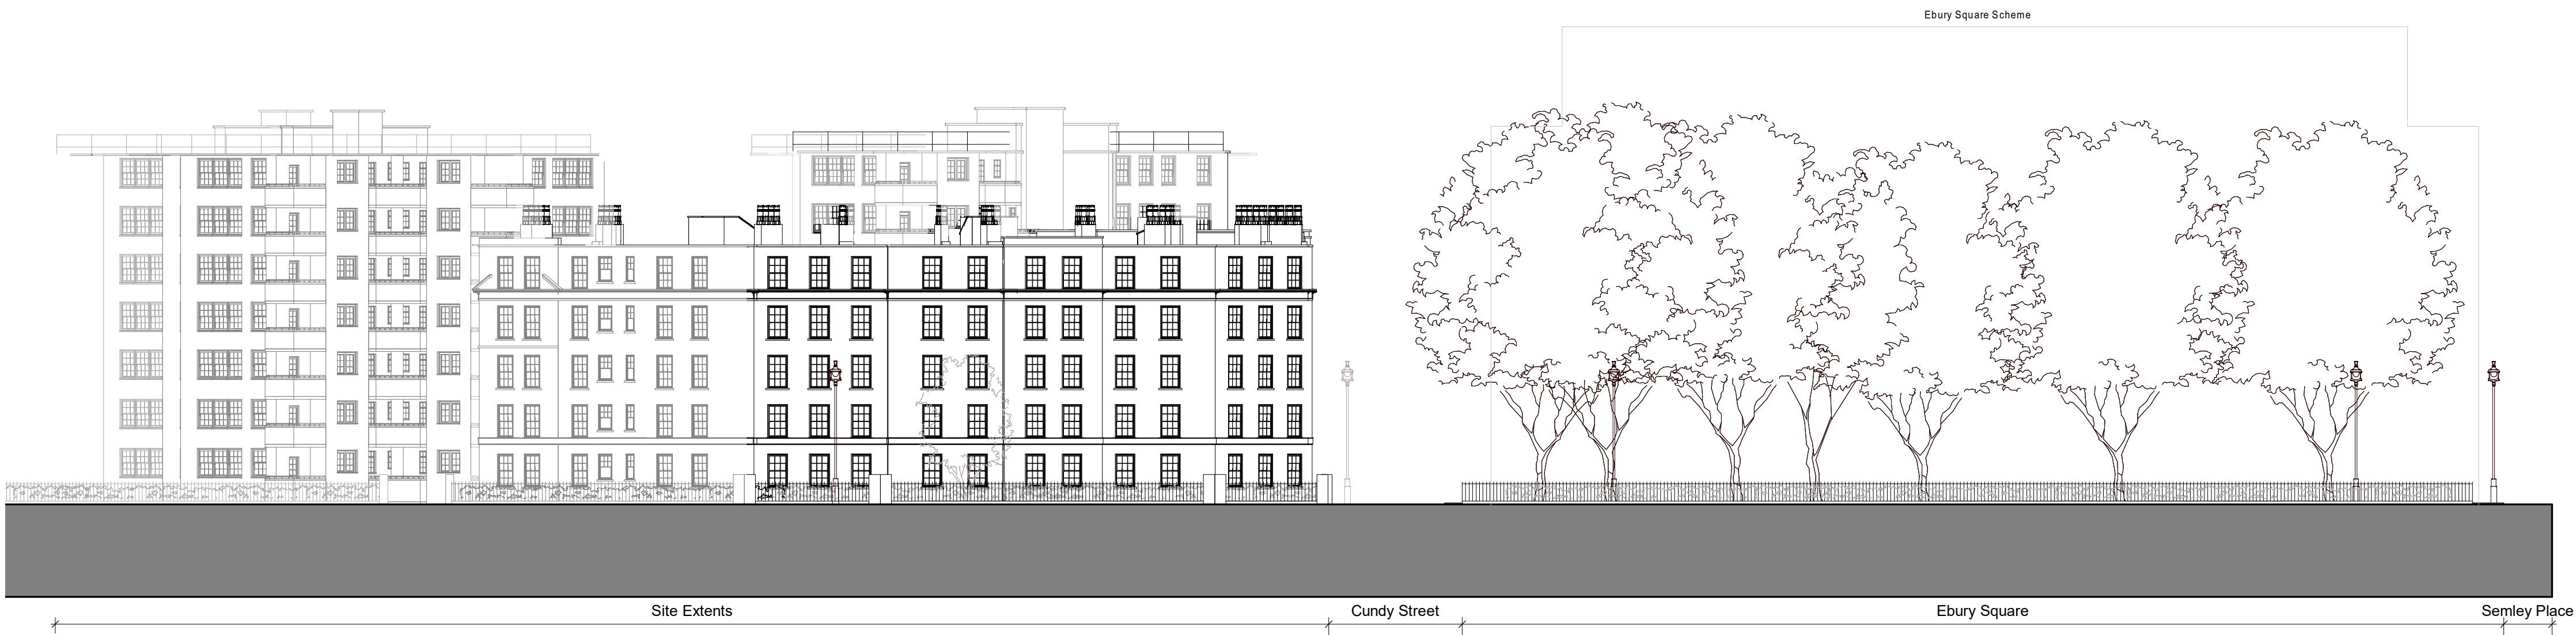 Ebury Square Scheme
Site Extents
Cundy Street
Ebury Square
Semley Place